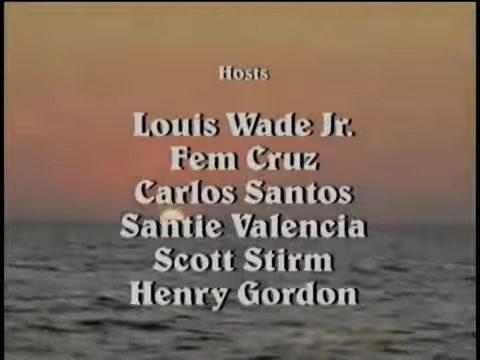 Hosts
Louis Wade Jr.
Fem Cruz
Carlos Santos
Santie Valencia
Scott Stirm
Henry Gordon